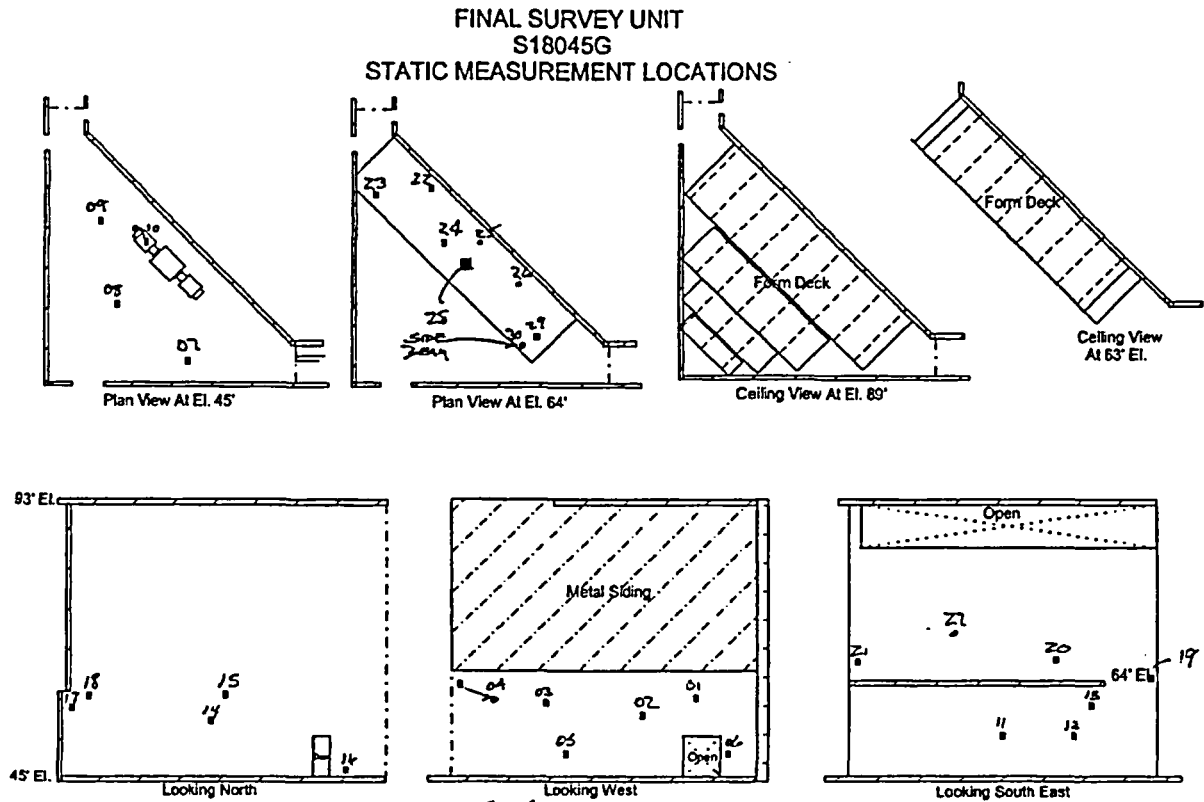 FINAL SURVEY UNIT
S18045G
STATIC MEASUREMENT LOCATIONS
09
10
08
07
Plan View At El. 45'
23
22
24
26
25
30
29
SIDE
Plan View At El. 64'
Form Deck
Ceiling View At El. 89'
Form Deck
Ceiling View
At 63' El.
93' El.
18
17
15
14
16
45' El.
Looking North
Metal Siding
04
03
02
01
05
06
Open
Looking West
Open
21
20
19
64' El.
13
11
12
Looking South East